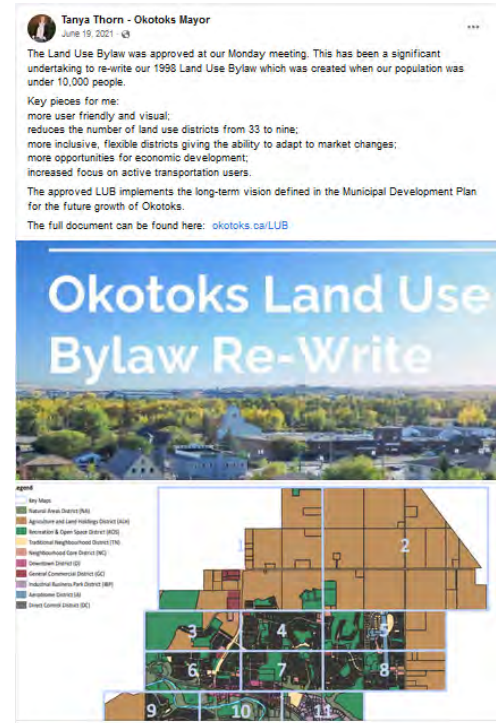 Tanya Thorn - Okotoks Mayor
June 19, 2021 ·
The Land Use Bylaw was approved at our Monday meeting. This has been a significant
undertaking to re-write our 1998 Land Use Bylaw which was created when our population was
under 10,000 people.
Key pieces for me:
more user friendly and visual;
reduces the number of land use districts from 33 to nine;
more inclusive, flexible districts giving the ability to adapt to market changes;
more opportunities for economic development;
increased focus on active transportation users.
The approved LUB implements the long-term vision defined in the Municipal Development Plan
for the future growth of Okotoks.
The full document can be found here: okotoks.ca/LUB
Okotoks Land Use
Bylaw Re-Write
Legend
Key Maps
Natural Areas District (NA)
Agriculture and Land Holdings District (ALH)
Recreation & Open Space District (ROS)
Traditional Neighbourhood District (TN)
Neighbourhood Core District (NC)
Downtown District (D)
General Commercial District (GC)
Industrial Business Park District (IBP)
Aerodrome District (A)
Direct Control District (DC)
2
3
4
5
6
7
8
9
10
11